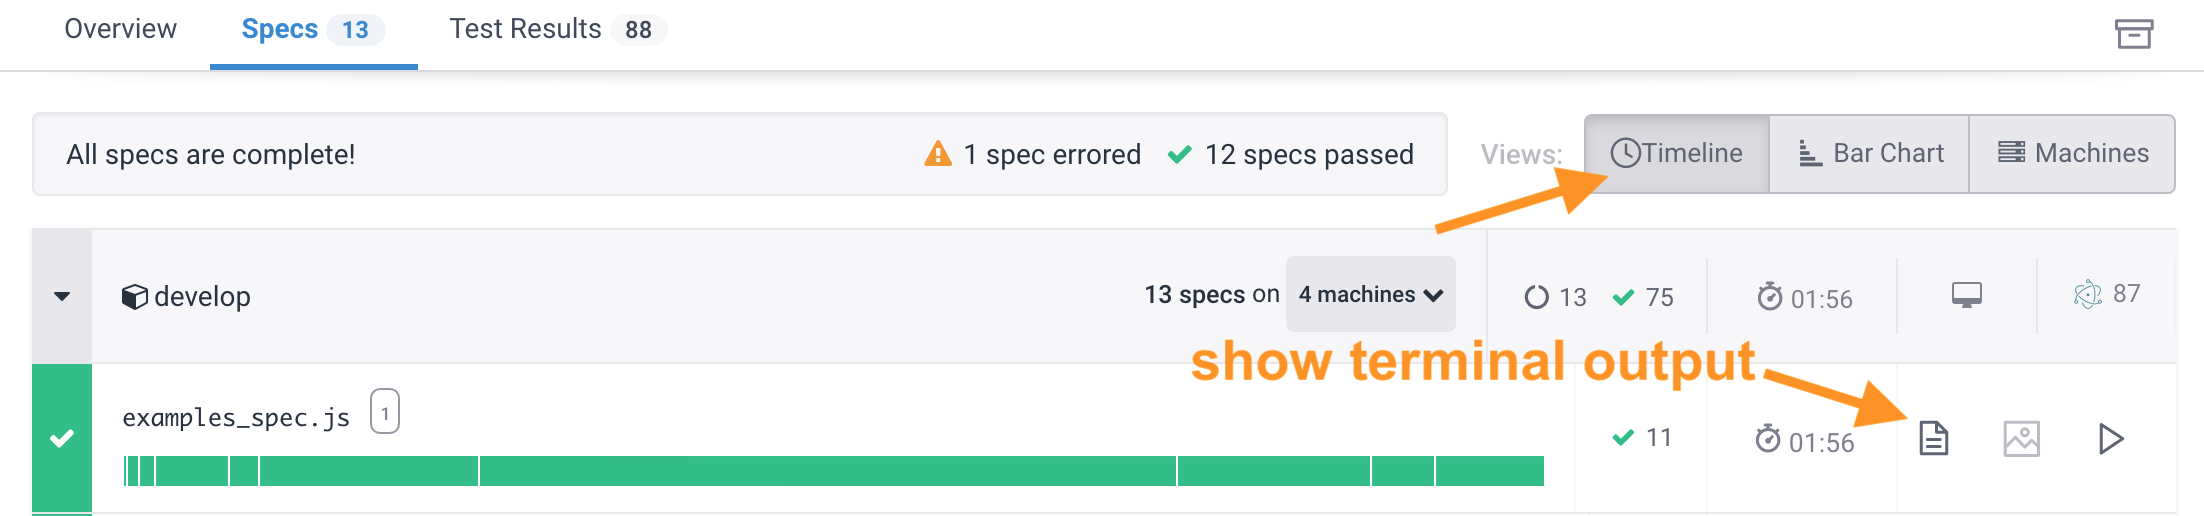 Overview Specs 13 Test Results 88
All specs are complete! 1 spec errored 12 specs passed Views: Timeline Bar Chart Machines
develop 13 specs on 4 machines 13 75 01:56 87
show terminal output
examples_spec.js 1 11 01:56